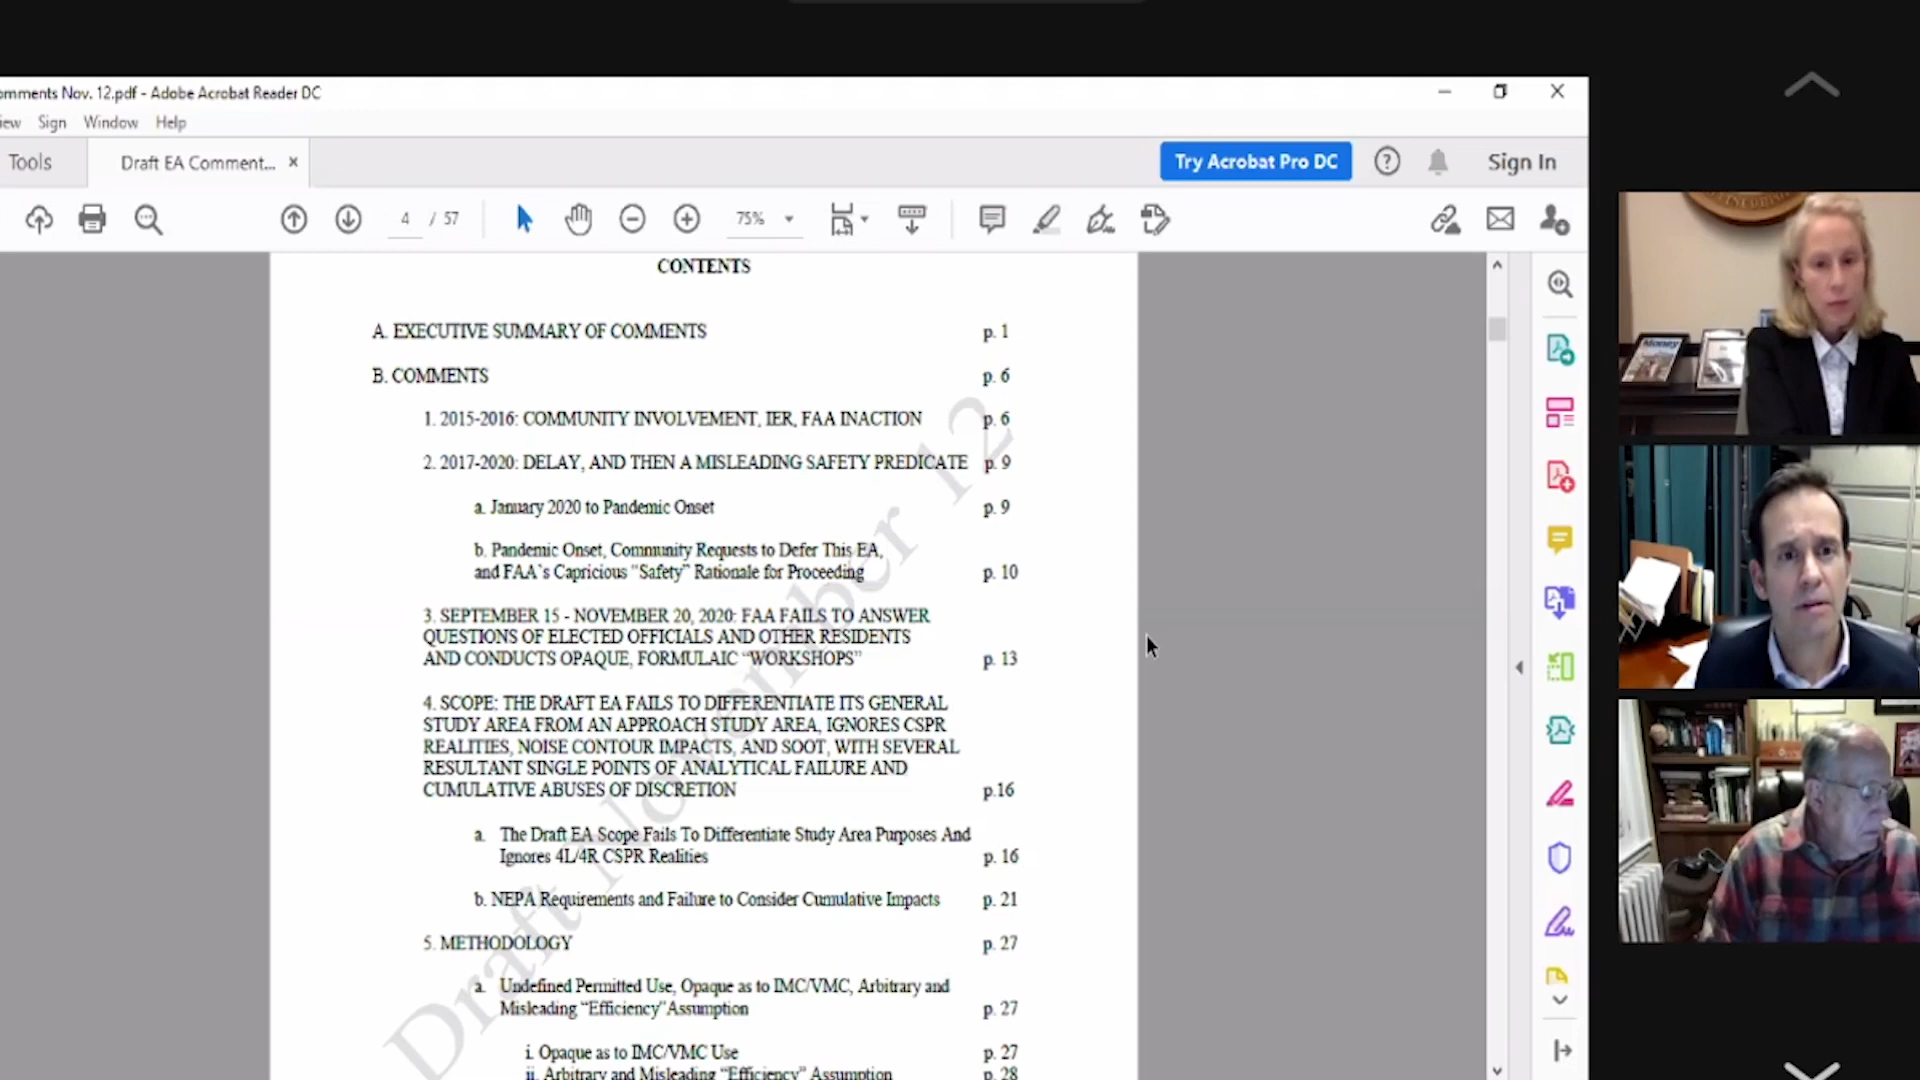 omments Nov. 12.pdf - Adobe Acrobat Reader DC
iew Sign Window Help
Tools
Draft EA Comment... ×
Try Acrobat Pro DC
Sign In
4 / 57
75%
CONTENTS
A. EXECUTIVE SUMMARY OF COMMENTS p. 1
B. COMMENTS p. 6
1. 2015-2016: COMMUNITY INVOLVEMENT, IER, FAA INACTION p. 6
2. 2017-2020: DELAY, AND THEN A MISLEADING SAFETY PREDICATE p. 9
a. January 2020 to Pandemic Onset p. 9
b. Pandemic Onset, Community Requests to Defer This EA,
and FAA`s Capricious "Safety" Rationale for Proceeding p. 10
3. SEPTEMBER 15 - NOVEMBER 20, 2020: FAA FAILS TO ANSWER
QUESTIONS OF ELECTED OFFICIALS AND OTHER RESIDENTS
AND CONDUCTS OPAQUE, FORMULAIC "WORKSHOPS" p. 13
4. SCOPE: THE DRAFT EA FAILS TO DIFFERENTIATE ITS GENERAL
STUDY AREA FROM AN APPROACH STUDY AREA, IGNORES CSPR
REALITIES, NOISE CONTOUR IMPACTS, AND SOOT, WITH SEVERAL
RESULTANT SINGLE POINTS OF ANALYTICAL FAILURE AND
CUMULATIVE ABUSES OF DISCRETION p.16
a. The Draft EA Scope Fails To Differentiate Study Area Purposes And
Ignores 4L/4R CSPR Realities p. 16
b. NEPA Requirements and Failure to Consider Cumulative Impacts p. 21
5. METHODOLOGY p. 27
a. Undefined Permitted Use, Opaque as to IMC/VMC, Arbitrary and
Misleading "Efficiency"Assumption p. 27
i. Opaque as to IMC/VMC Use p. 27
ii. Arbitrary and Misleading "Efficiency" Assumption p. 28
Draft November 12
Money